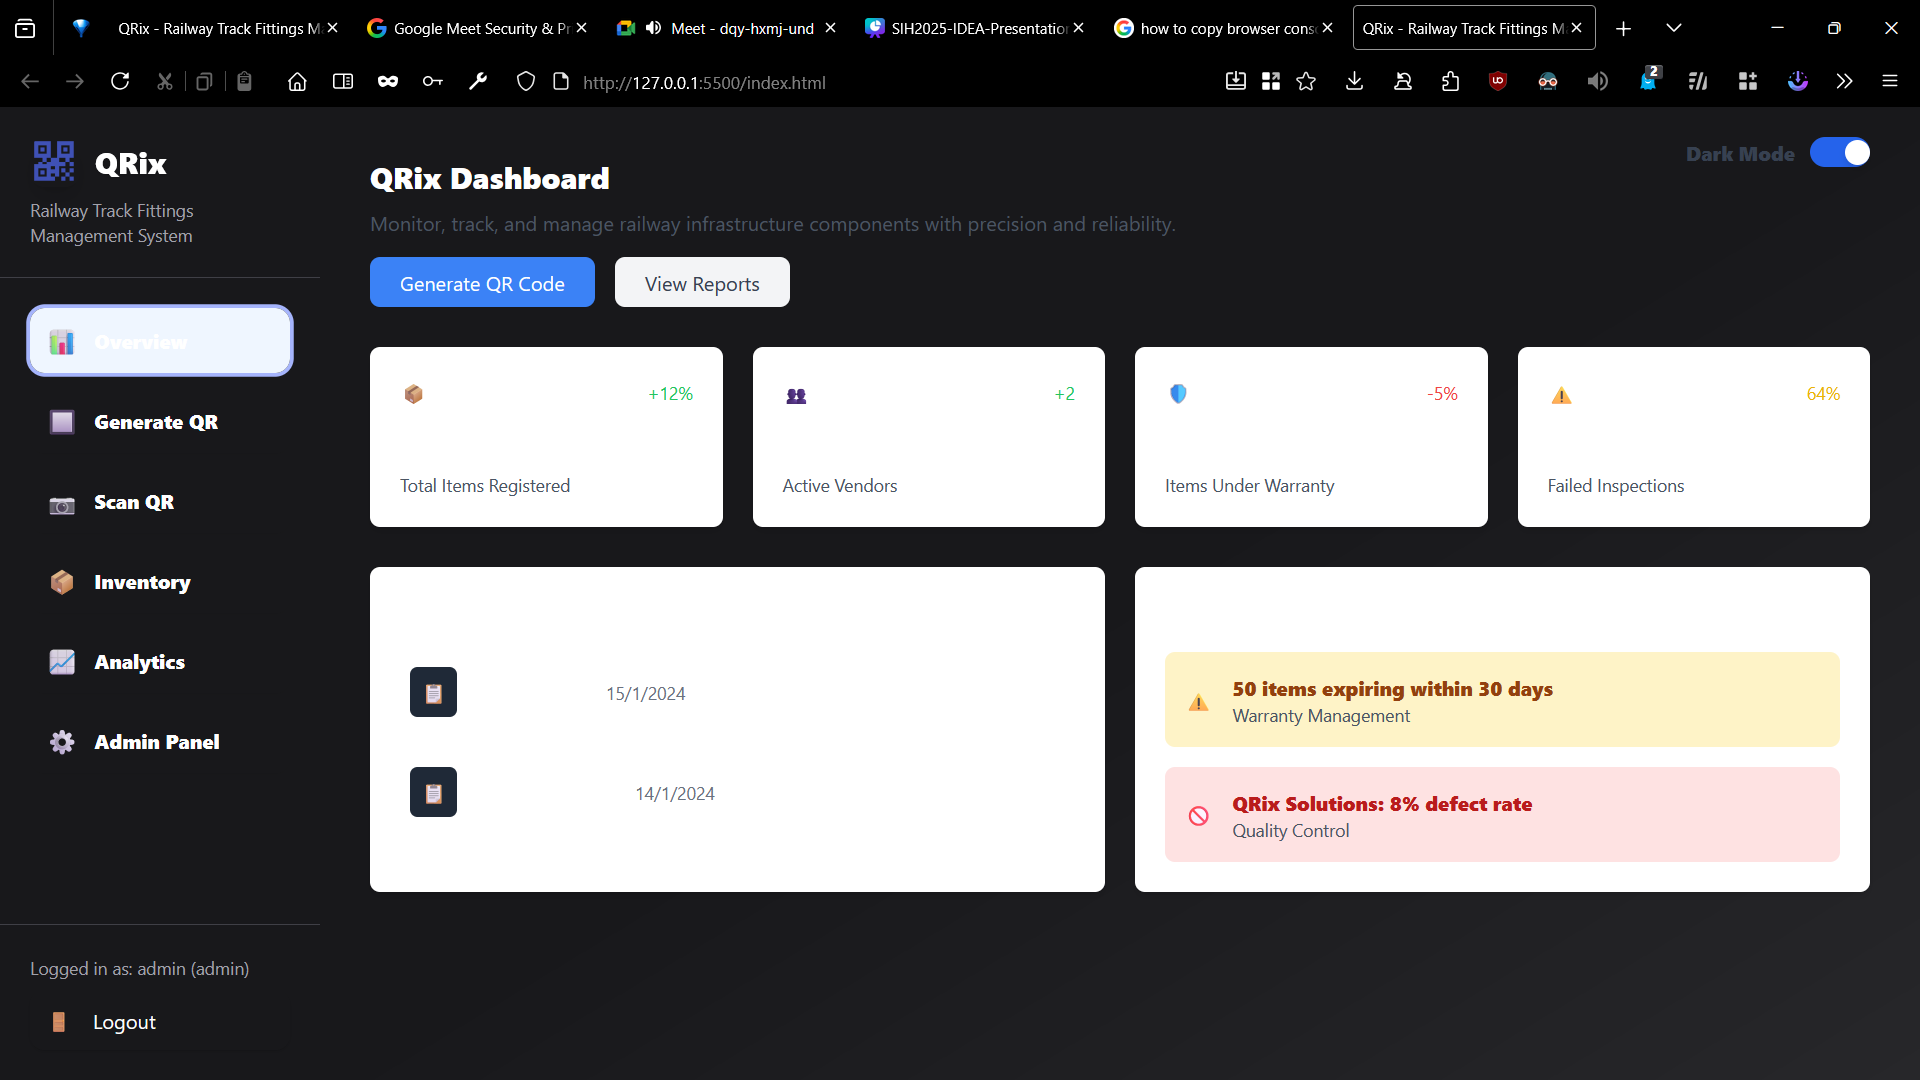 QRix - Railway Track Fittings M
Google Meet Security & Pr
Meet - dqy-hxmj-und
SIH2025-IDEA-Presentation
how to copy browser cons
QRix - Railway Track Fittings M
http://127.0.0.1:5500/index.html
2
QRix
Railway Track Fittings
Management System
Overview
Generate QR
Scan QR
Inventory
Analytics
Admin Panel
Logged in as: admin (admin)
Logout
Dark Mode
QRix Dashboard
Monitor, track, and manage railway infrastructure components with precision and reliability.
Generate QR Code
View Reports
+12%
Total Items Registered
+2
Active Vendors
-5%
Items Under Warranty
64%
Failed Inspections
15/1/2024
14/1/2024
50 items expiring within 30 days
Warranty Management
QRix Solutions: 8% defect rate
Quality Control